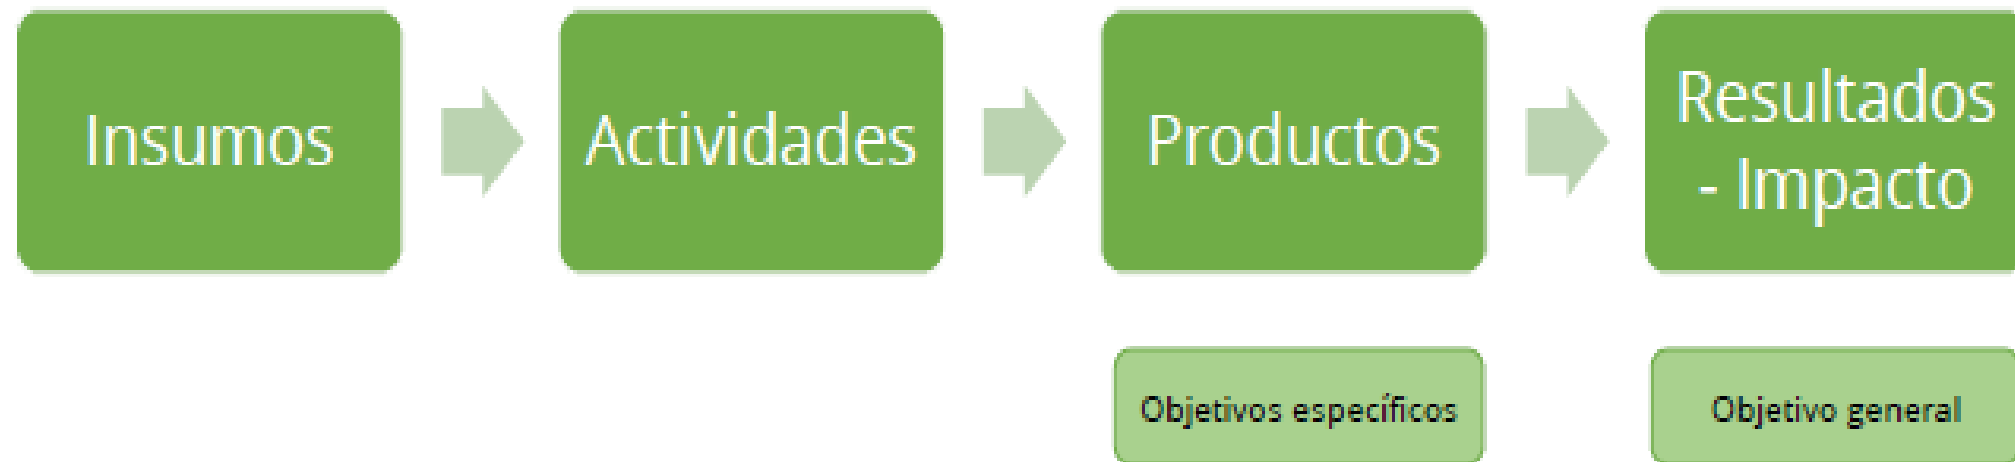 Insumos
Actividades
Productos
Resultados
- Impacto
Objetivos específicos
Objetivo general